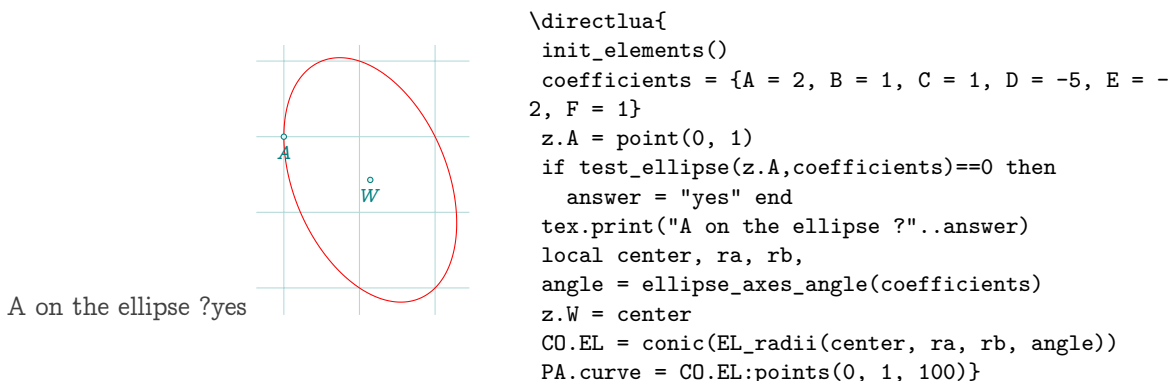 A
W
A on the ellipse ?yes
\directlua{
 init_elements()
 coefficients = {A = 2, B = 1, C = 1, D = -5, E = -
2, F = 1}
 z.A = point(0, 1)
 if test_ellipse(z.A,coefficients)==0 then
   answer = "yes" end
 tex.print("A on the ellipse ?"..answer)
 local center, ra, rb,
 angle = ellipse_axes_angle(coefficients)
 z.W = center
 CO.EL = conic(EL_radii(center, ra, rb, angle))
 PA.curve = CO.EL:points(0, 1, 100)}